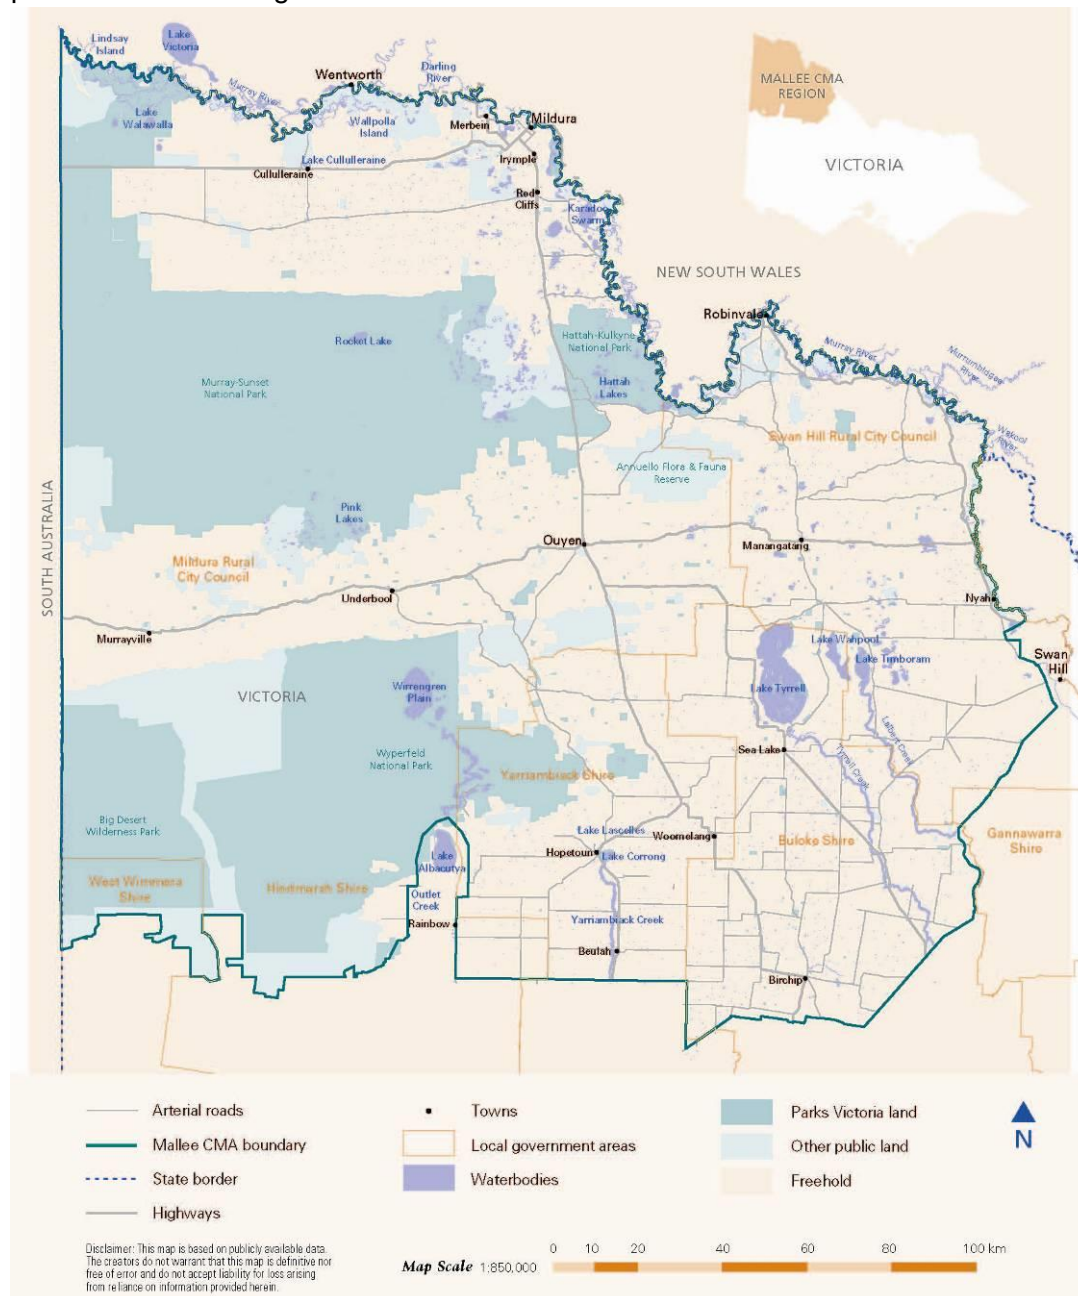 Lindsay
Island
Lake
Victoria
Murray River
Wentworth
Darling
River
MALLEE CMA
REGION
VICTORIA
Lake
Walawalla
Wallpolla
Island
Merbein
Mildura
Lake Cullulleraine
Cullulleraine
Irymple
Red
Cliffs
NEW SOUTH WALES
Robinvale
Rocket Lake
Hattah-Kulkyne
National Park
Murray River
Murrumbidgee
River
Murray-Sunset
National Park
Hattah
Lakes
Wakool
River
Swan Hill Rural City Council
Annuello Flora & Fauna
Reserve
SOUTH AUSTRALIA
Pink
Lakes
Ouyen
Manangatang
Mildura Rural
City Council
Underbool
Nyah
Murrayville
Lake Wahpool
Lake Timboram
Swan
Hill
VICTORIA
Wirrengren
Plain
Lake Tyrrell
Lalbert Creek
Wyperfeld
National Park
Sea Lake
Tyrrell Creek
Yarriambiack Shire
Big Desert
Wilderness Park
Lake Lascelles
Woomelang
Buloke Shire
Gannawarra
Shire
Hopetoun
Lake Corrong
Lake
Albacutya
West Wimmera
Shire
Hindmarsh Shire
Outlet
Creek
Rainbow
Yarriambiack Creek
Beulah
Birchip
Arterial roads
Towns
Parks Victoria land
N
Mallee CMA boundary
Local government areas
Other public land
State border
Waterbodies
Freehold
Highways
Disclaimer: This map is based on publicly available data.
The creators do not warrant that this map is definitive nor
free of error and do not accept liability for loss arising
from reliance on information provided herein.
Map Scale 1:850,000
0 10 20 40 60 80 100 km